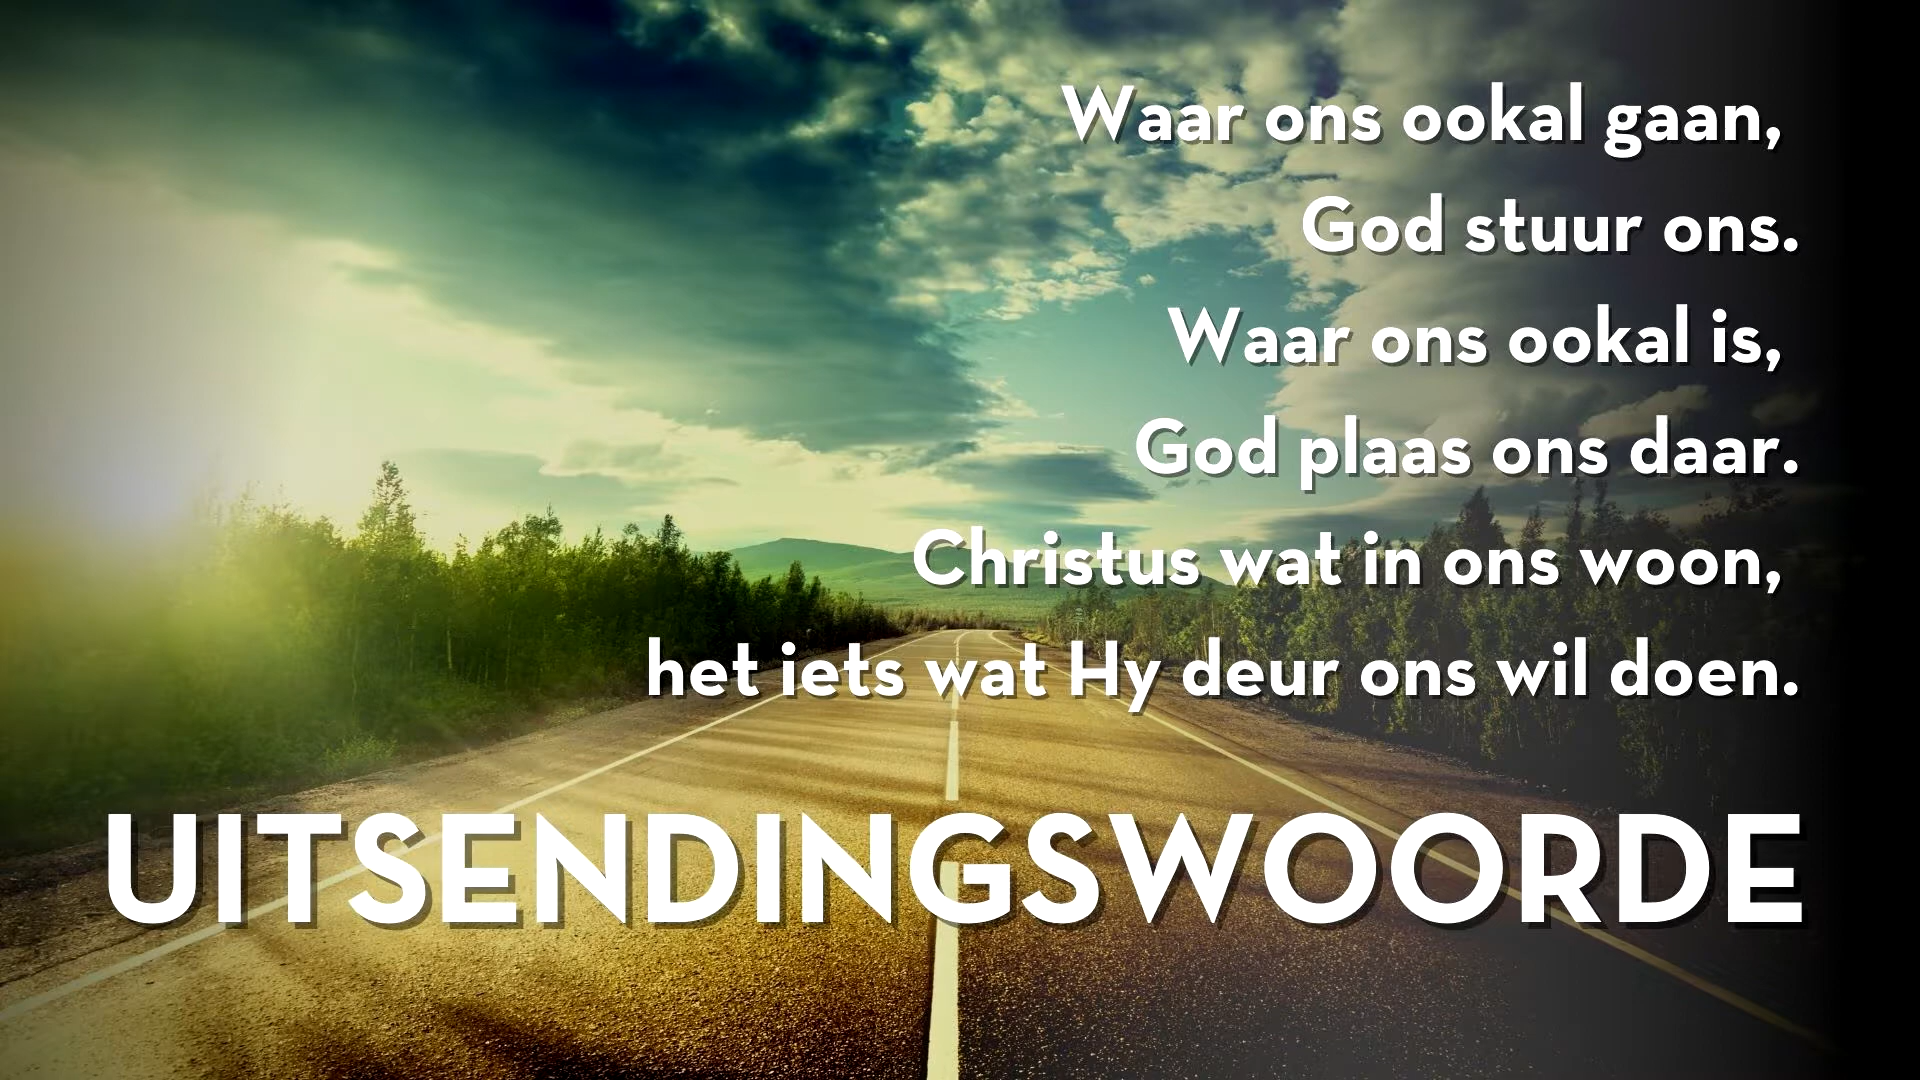 Waar ons ookal gaan,
God stuur ons.
Waar ons ookal is,
God plaas ons daar.
Christus wat in ons woon,
het iets wat Hy deur ons wil doen.
UITSENDINGSWOORDE